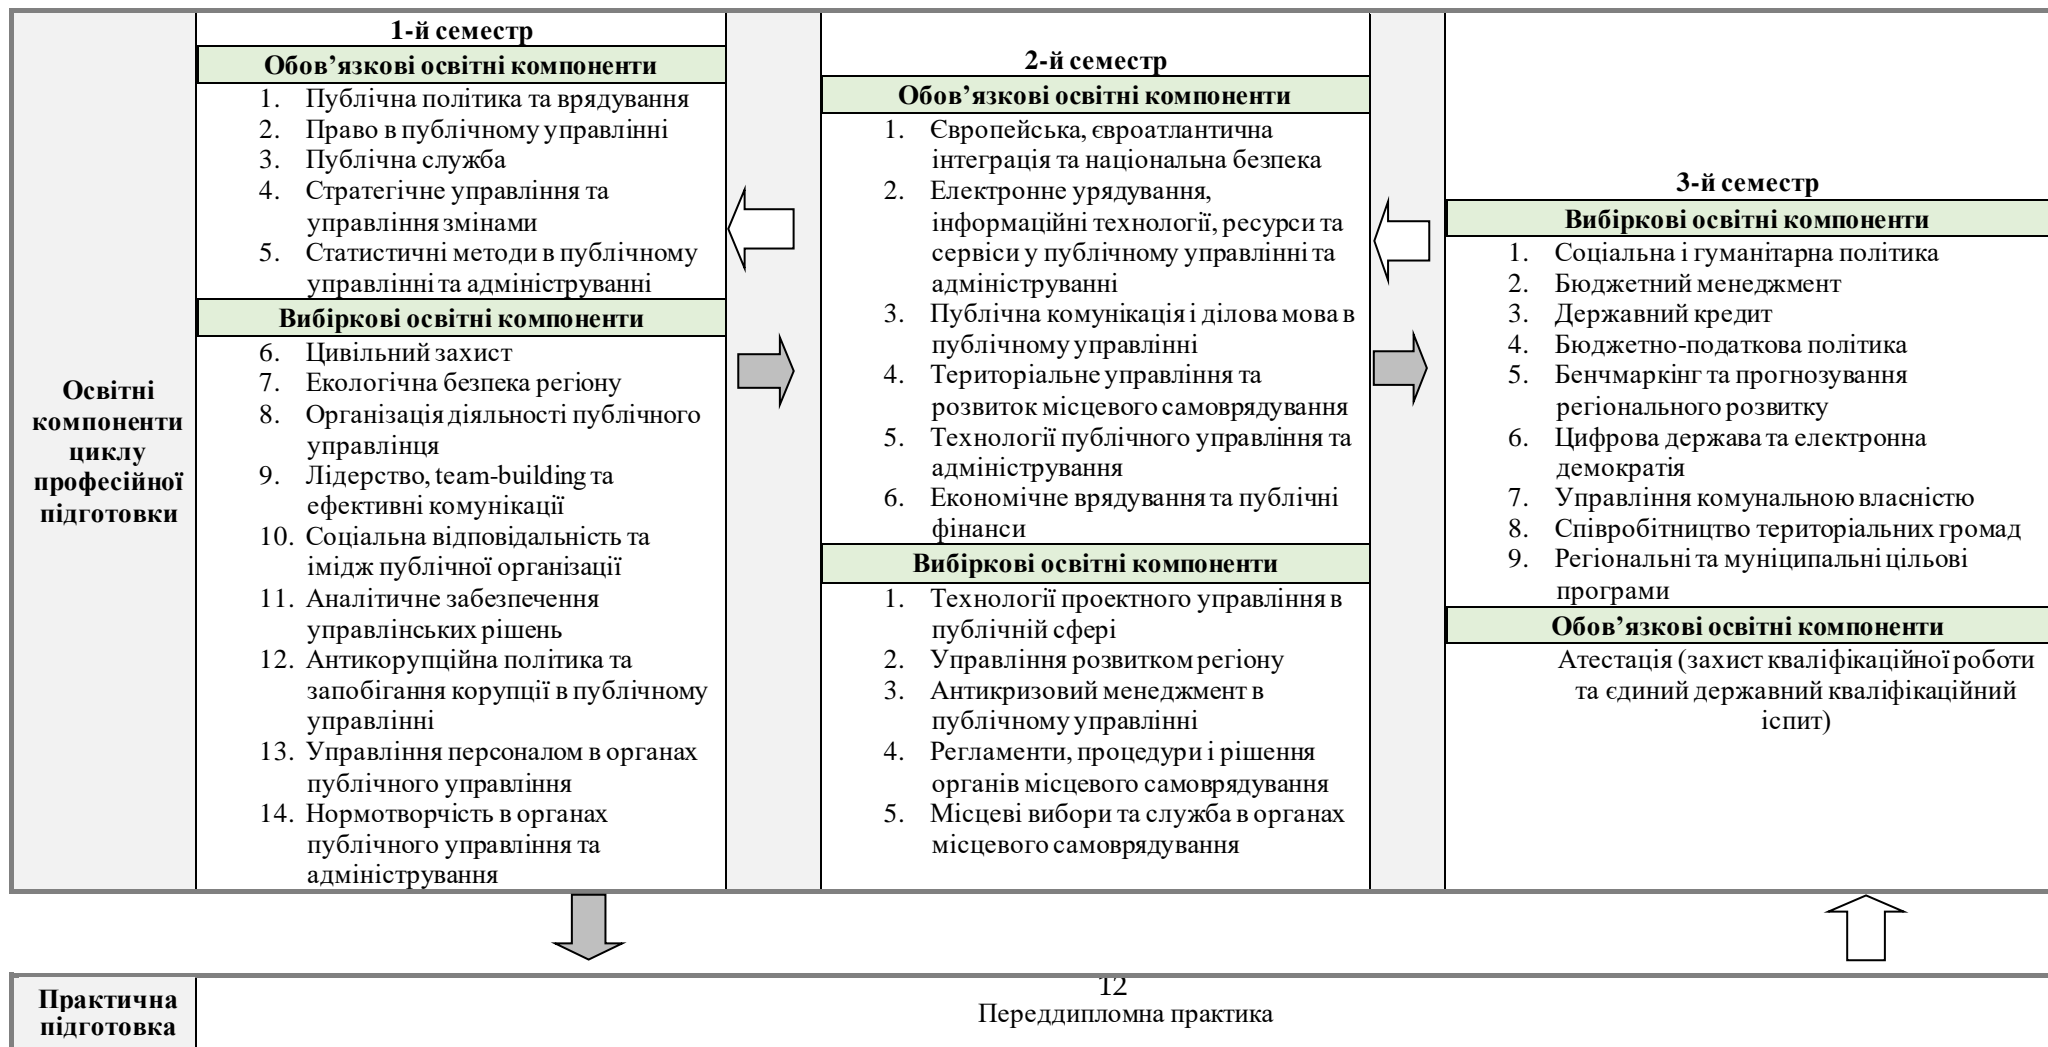 Освітні
компоненти
циклу
професійної
підготовки
1-й семестр
Обов’язкові освітні компоненти
1. Публічна політика та врядування
2. Право в публічному управлінні
3. Публічна служба
4. Стратегічне управління та
управління змінами
5. Статистичні методи в публічному
управлінні та адмініструванні
Вибіркові освітні компоненти
6. Цивільний захист
7. Екологічна безпека регіону
8. Організація діяльності публічного
управлінця
9. Лідерство, team-building та
ефективні комунікації
10. Соціальна відповідальність та
імідж публічної організації
11. Аналітичне забезпечення
управлінських рішень
12. Антикорупційна політика та
запобігання корупції в публічному
управлінні
13. Управління персоналом в органах
публічного управління
14. Нормотворчість в органах
публічного управління та
адміністрування
2-й семестр
Обов’язкові освітні компоненти
1. Європейська, євроатлантична
інтеграція та національна безпека
2. Електронне урядування,
інформаційні технології, ресурси та
сервіси у публічному управлінні та
адмініструванні
3. Публічна комунікація і ділова мова в
публічному управлінні
4. Територіальне управління та
розвиток місцевого самоврядування
5. Технології публічного управління та
адміністрування
6. Економічне врядування та публічні
фінанси
Вибіркові освітні компоненти
1. Технології проектного управління в
публічній сфері
2. Управління розвитком регіону
3. Антикризовий менеджмент в
публічному управлінні
4. Регламенти, процедури і рішення
органів місцевого самоврядування
5. Місцеві вибори та служба в органах
місцевого самоврядування
3-й семестр
Вибіркові освітні компоненти
1. Соціальна і гуманітарна політика
2. Бюджетний менеджмент
3. Державний кредит
4. Бюджетно-податкова політика
5. Бенчмаркінг та прогнозування
регіонального розвитку
6. Цифрова держава та електронна
демократія
7. Управління комунальною власністю
8. Співробітництво територіальних громад
9. Регіональні та муніципальні цільові
програми
Обов’язкові освітні компоненти
Атестація (захист кваліфікаційної роботи
та єдиний державний кваліфікаційний
іспит)
Практична
підготовка
12
Переддипломна практика